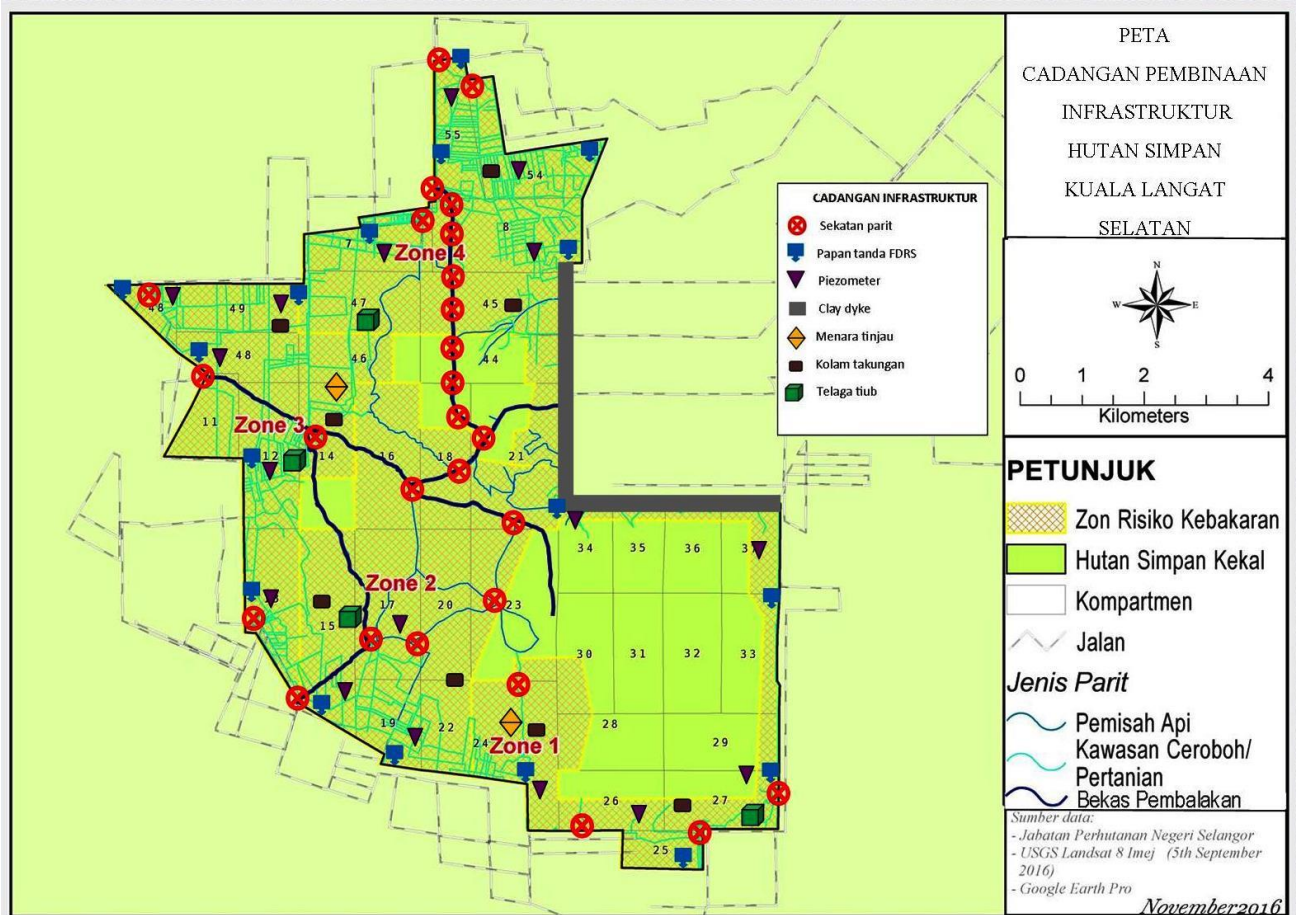 PETA
CADANGAN PEMBINAAN
INFRASTRUKTUR
HUTAN SIMPAN
KUALA LANGAT
SELATAN
N
W
E
S
0 1 2 4
Kilometers
PETUNJUK
Zon Risiko Kebakaran
Hutan Simpan Kekal
Kompartmen
Jalan
Jenis Parit
Pemisah Api
Kawasan Ceroboh/
Pertanian
Bekas Pembalakan
Sumber data:
- Jabatan Perhutanan Negeri Selangor
- USGS Landsat 8 Imej (5th September
2016)
- Google Earth Pro
November2016
CADANGAN INFRASTRUKTUR
Sekatan parit
Papan tanda FDRS
Piezometer
Clay dyke
Menara tinjau
Kolam takungan
Telaga tiub
55
54
8
7
Zone 4
48
49
47
45
48
46
44
11
Zone 3
12
14
16
18
21
34
35
36
37
Zone 2
15
17
20
23
30
31
32
33
19
22
24
Zone 1
28
29
26
27
25